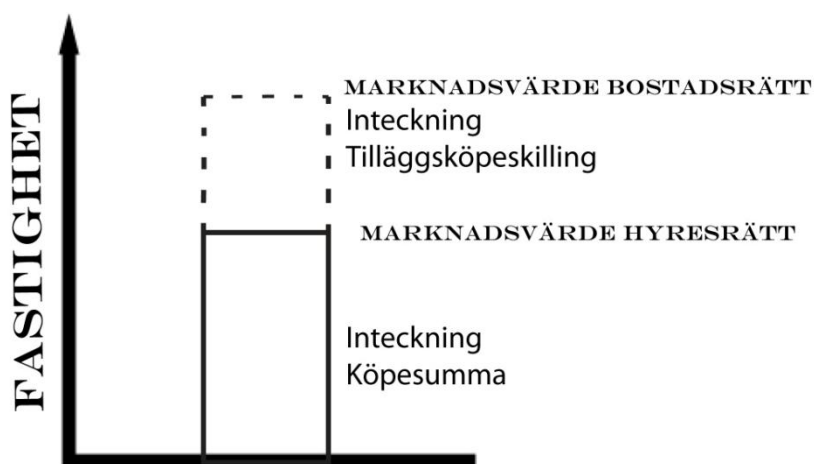 FASTIGHET
MARKNADSVÄRDE BOSTADSRÄTT
Inteckning
Tilläggsköpeskilling
MARKNADSVÄRDE HYRESRÄTT
Inteckning
Köpesumma